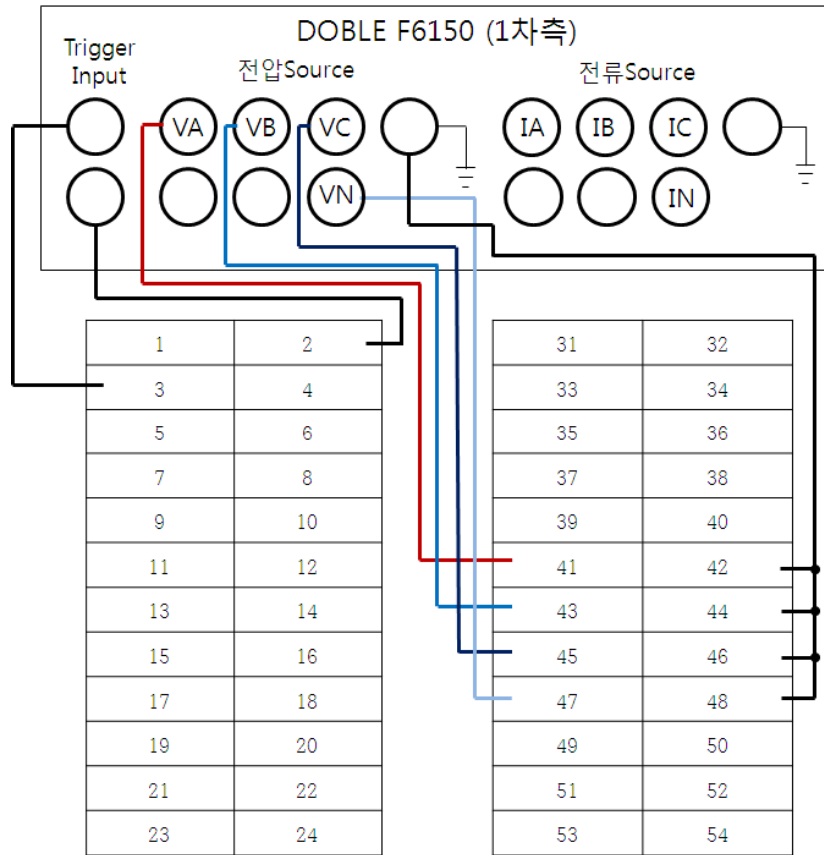 DOBLE F6150 (1차측)
Trigger
Input
전압Source
전류Source
VA VB VC IA IB IC
VN IN
1 2 31 32
3 4 33 34
5 6 35 36
7 8 37 38
9 10 39 40
11 12 41 42
13 14 43 44
15 16 45 46
17 18 47 48
19 20 49 50
21 22 51 52
23 24 53 54